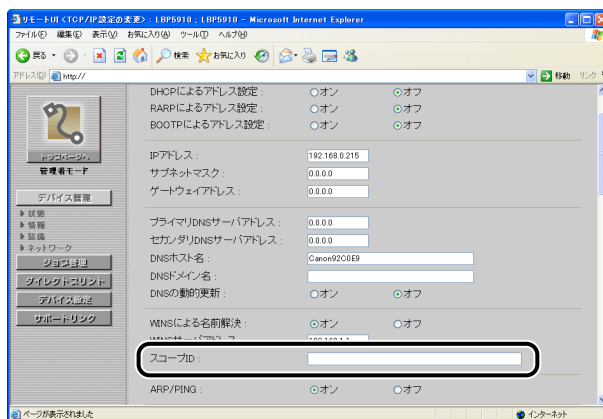 リモートUI <TCP/IP設定の変更> : LBP5910 ; LBP5910 - Microsoft Internet Explorer
ファイル(F) 編集(E) 表示(V) お気に入り(A) ツール(T) ヘルプ(H)
戻る 検索 お気に入り
アドレス(D) http:// 移動 リンク
DHCPによるアドレス設定 : オン オフ
RARPによるアドレス設定 : オン オフ
BOOTPによるアドレス設定 : オン オフ
IPアドレス : 192.168.0.215
サブネットマスク : 0.0.0.0
ゲートウェイアドレス : 0.0.0.0
プライマリDNSサーバアドレス : 0.0.0.0
セカンダリDNSサーバアドレス : 0.0.0.0
DNSホスト名 : Canon92C0E9
DNSドメイン名 :
DNSの動的更新 : オン オフ
WINSによる名前解決 : オン オフ
スコープID :
ARP/PING : オン オフ
トップページへ
管理者モード
デバイス管理
状態
情報
装備
ネットワーク
ジョブ管理
ダイレクトプリント
デバイス設定
サポートリンク
ページが表示されました インターネット